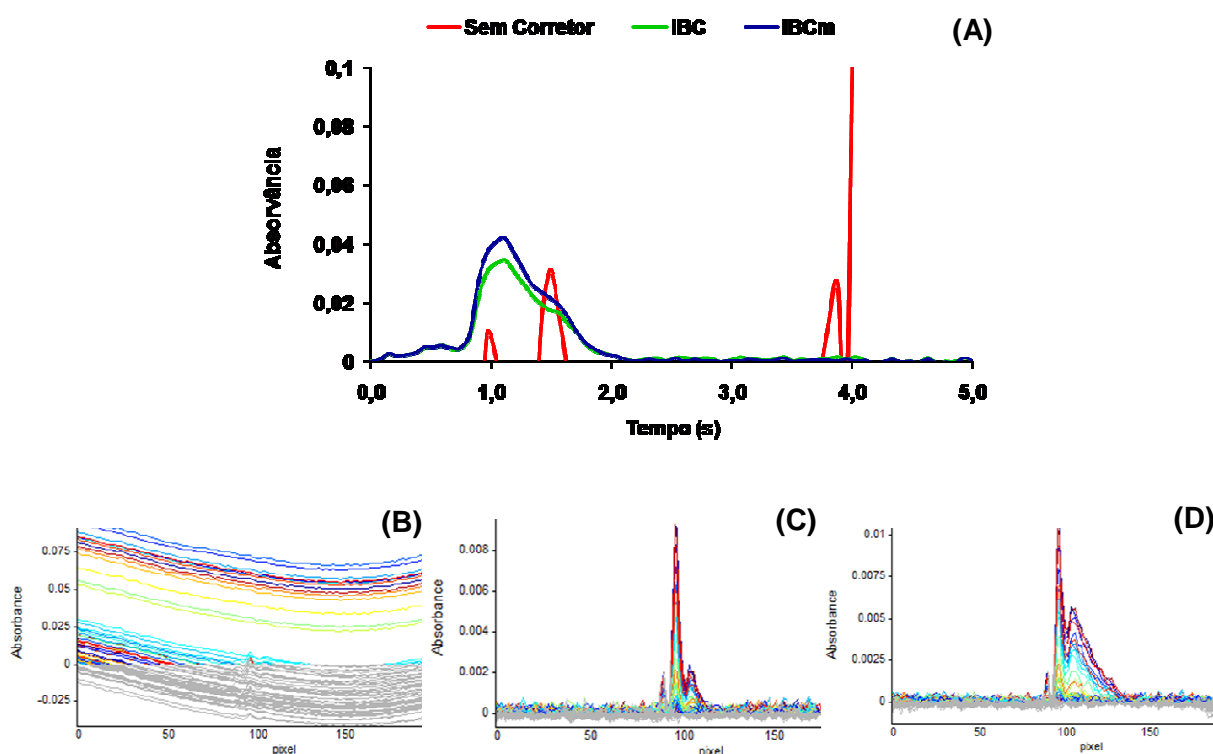 Sem Corretor IBC IBCm (A)
0,1
0,08
0,06
0,04
0,02
0
Absorvância
0,0 1,0 2,0 3,0 4,0 5,0
Tempo (s)
(B)
0.075
0.05
0.025
0
-0.025
Absorbance
0 50 100 150
pixel
(C)
0.008
0.006
0.004
0.002
0
Absorbance
0 50 100 150
pixel
(D)
0.01
0.0075
0.005
0.0025
0
Absorbance
0 50 100 150
pixel